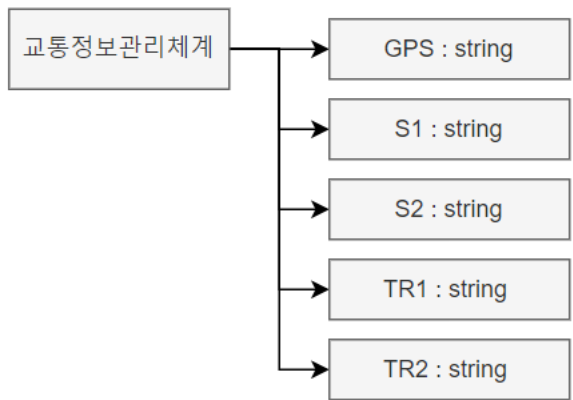 교통정보관리체계
GPS : string
S1 : string
S2 : string
TR1 : string
TR2 : string